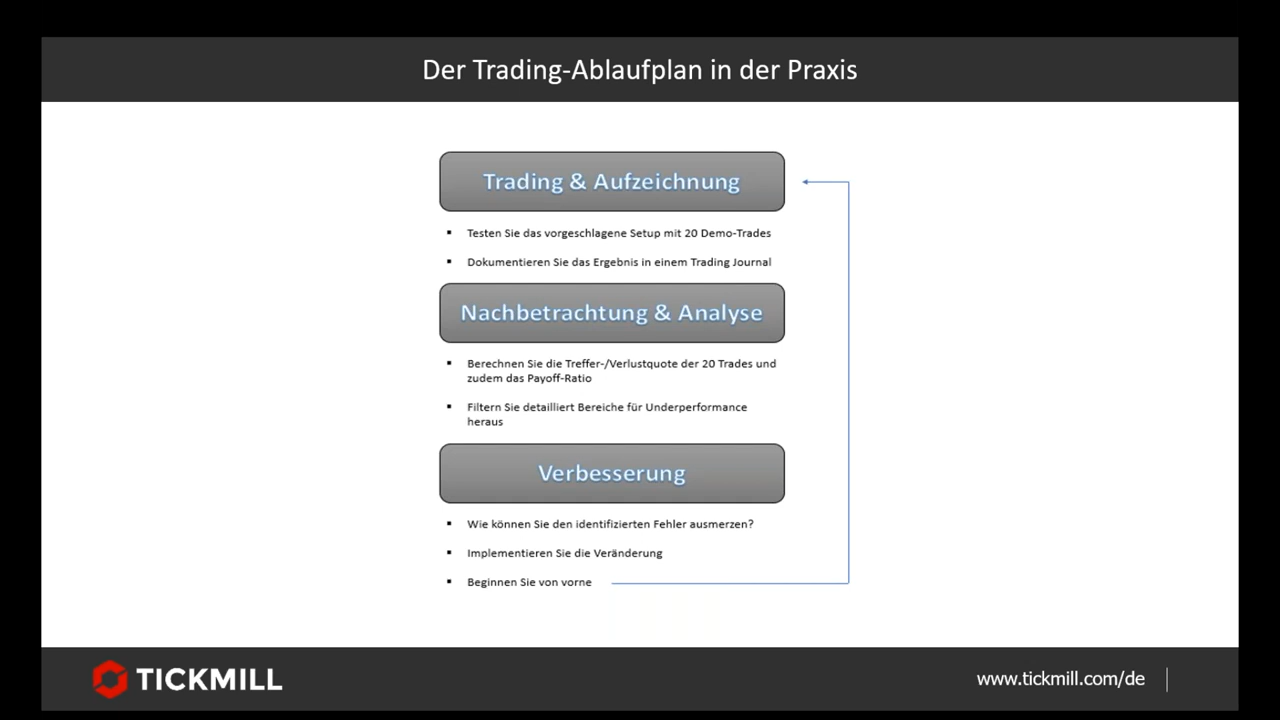 Der Trading-Ablaufplan in der Praxis
Trading & Aufzeichnung
▪ Testen Sie das vorgeschlagene Setup mit 20 Demo-Trades
▪ Dokumentieren Sie das Ergebnis in einem Trading Journal
Nachbetrachtung & Analyse
▪ Berechnen Sie die Treffer-/Verlustquote der 20 Trades und
zudem das Payoff-Ratio
▪ Filtern Sie detailliert Bereiche für Underperformance
heraus
Verbesserung
▪ Wie können Sie den identifizierten Fehler ausmerzen?
▪ Implementieren Sie die Veränderung
▪ Beginnen Sie von vorne
TICKMILL
www.tickmill.com/de